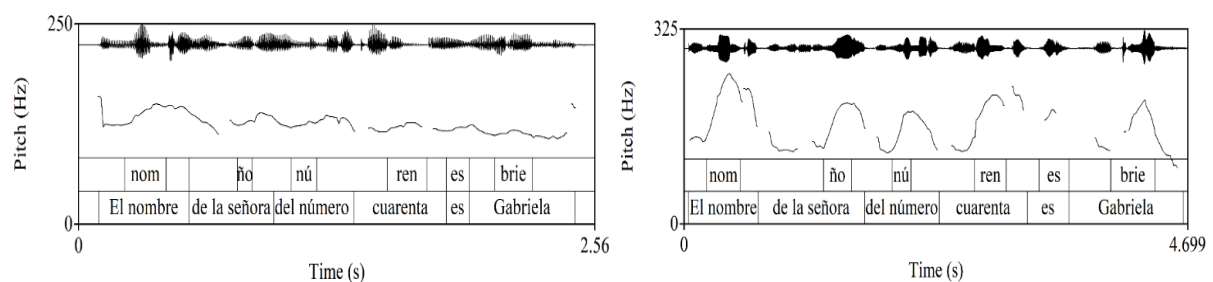 250
Pitch (Hz)
nom ño nú ren es brie
El nombre de la señora del número cuarenta es Gabriela
0
0 2.56
Time (s)
325
Pitch (Hz)
nom ño nú ren es brie
El nombre de la señora del número cuarenta es Gabriela
0
0 4.699
Time (s)